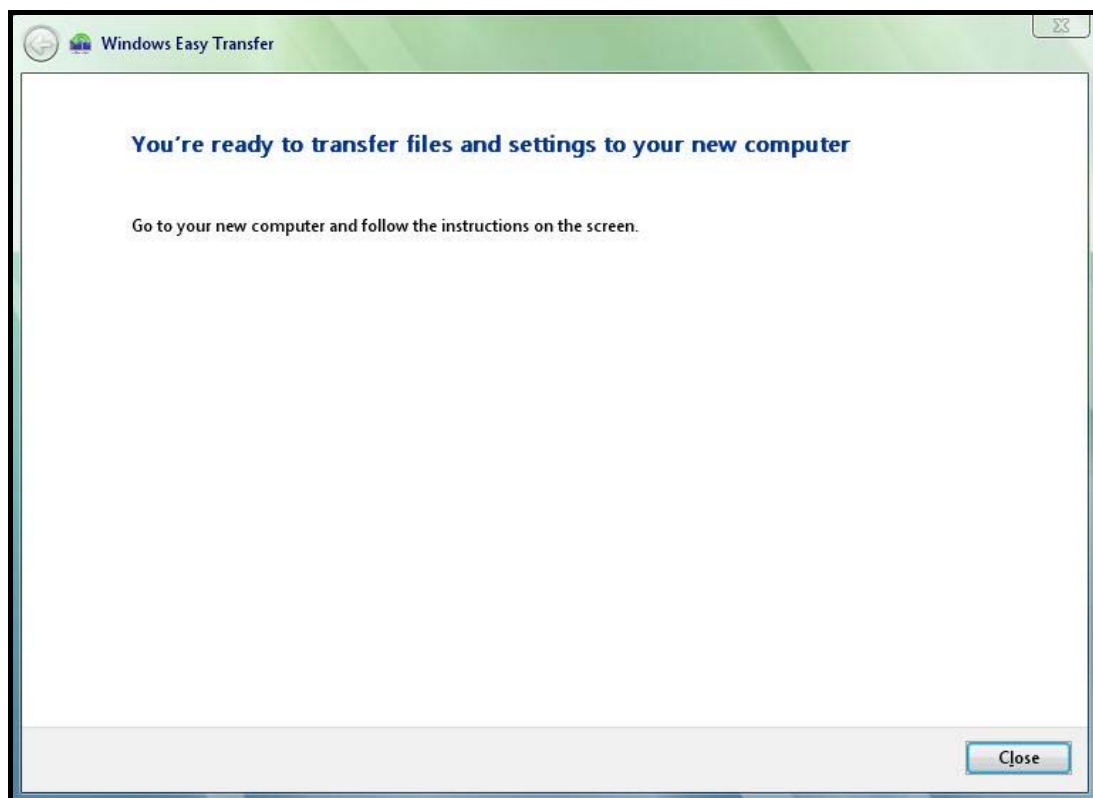 Windows Easy Transfer
You're ready to transfer files and settings to your new computer
Go to your new computer and follow the instructions on the screen.
Close